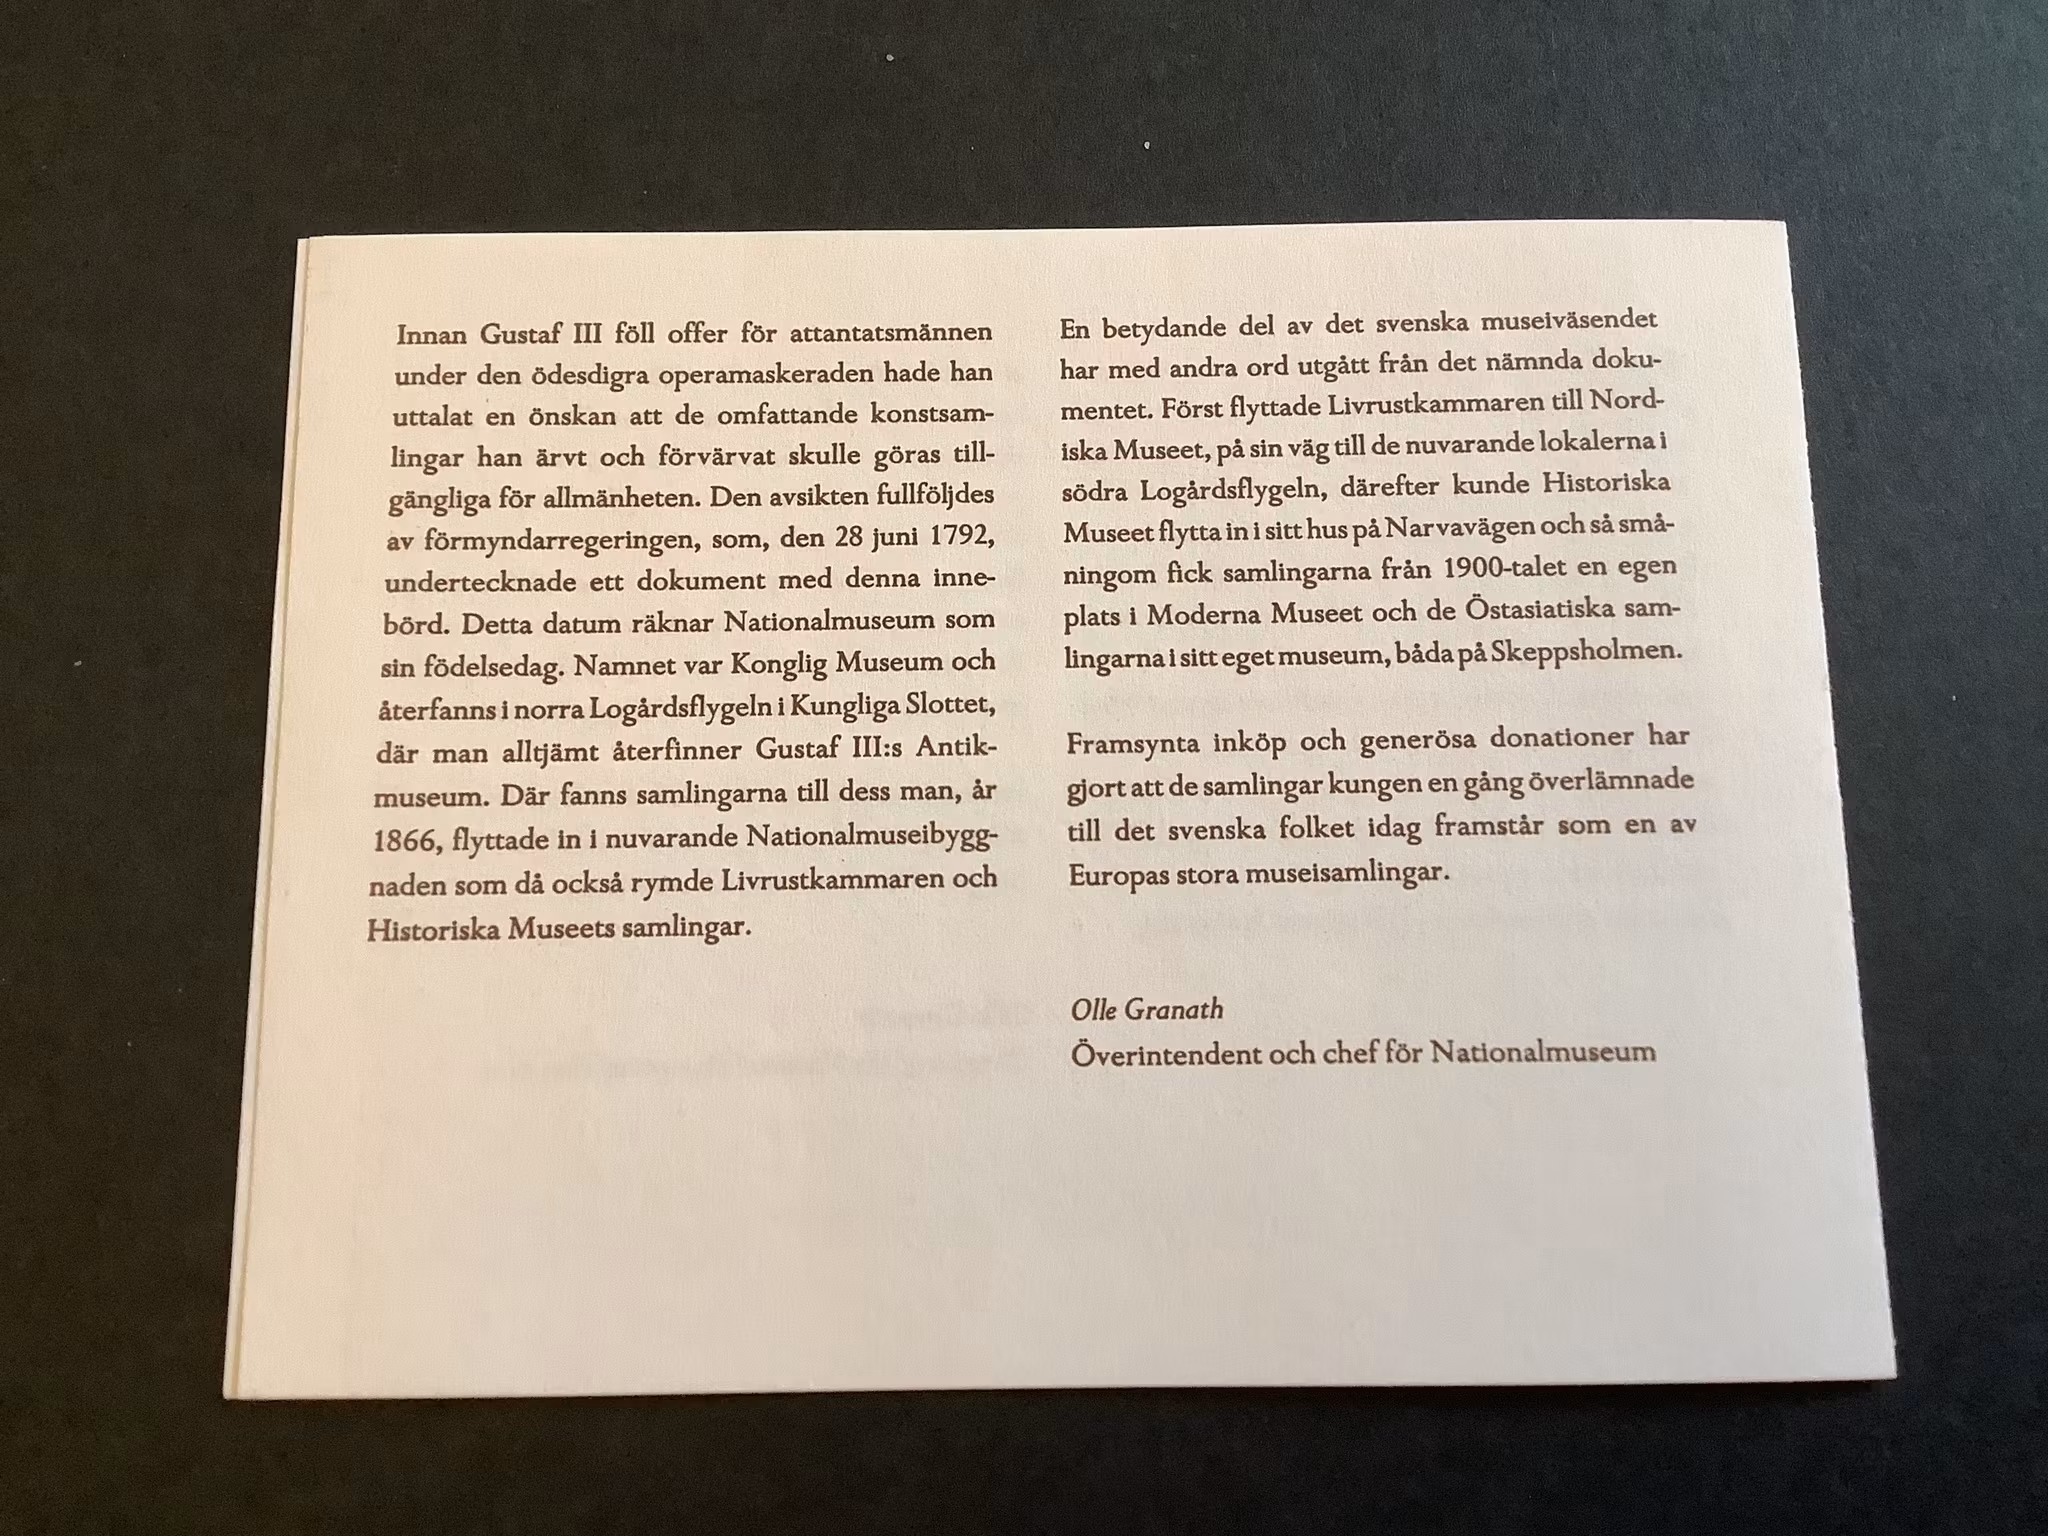 Innan Gustaf III föll offer för attantatsmännen
under den ödesdigra operamaskeraden hade han
uttalat en önskan att de omfattande konstsam-
lingar han ärvt och förvärvat skulle göras till-
gängliga för allmänheten. Den avsikten fullföljdes
av förmyndarregeringen, som, den 28 juni 1792,
undertecknade ett dokument med denna inne-
börd. Detta datum räknar Nationalmuseum som
sin födelsedag. Namnet var Konglig Museum och
återfanns i norra Logårdsflygeln i Kungliga Slottet,
där man alltjämt återfinner Gustaf III:s Antik-
museum. Där fanns samlingarna till dess man, år
1866, flyttade in i nuvarande Nationalmuseibygg-
naden som då också rymde Livrustkammaren och
Historiska Museets samlingar.
En betydande del av det svenska museiväsendet
har med andra ord utgått från det nämnda doku-
mentet. Först flyttade Livrustkammaren till Nord-
iska Museet, på sin väg till de nuvarande lokalerna i
södra Logårdsflygeln, därefter kunde Historiska
Museet flytta in i sitt hus på Narvavägen och så små-
ningom fick samlingarna från 1900-talet en egen
plats i Moderna Museet och de Östasiatiska sam-
lingarna i sitt eget museum, båda på Skeppsholmen.
Framsynta inköp och generösa donationer har
gjort att de samlingar kungen en gång överlämnade
till det svenska folket idag framstår som en av
Europas stora museisamlingar.
Olle Granath
Överintendent och chef för Nationalmuseum